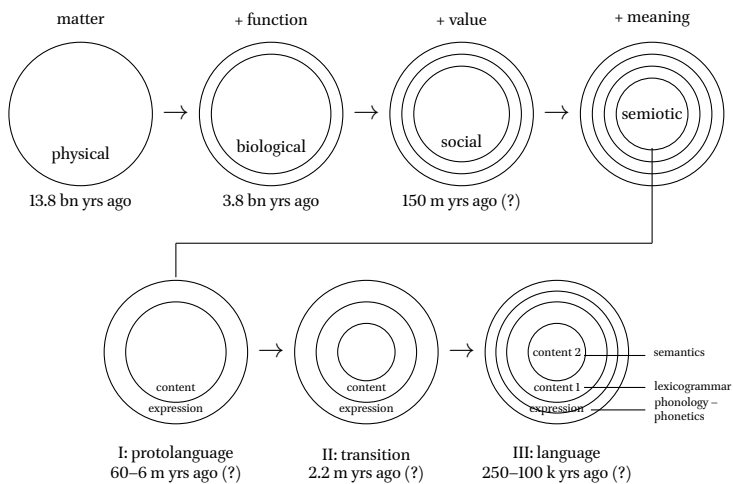 matter
+ function
+ value
+ meaning
physical
biological
social
semiotic
13.8 bn yrs ago
3.8 bn yrs ago
150 m yrs ago (?)
content
expression
content
expression
content 2
content 1
expression
semantics
lexicogrammar
phonology –
phonetics
I: protolanguage
60–6 m yrs ago (?)
II: transition
2.2 m yrs ago (?)
III: language
250–100 k yrs ago (?)